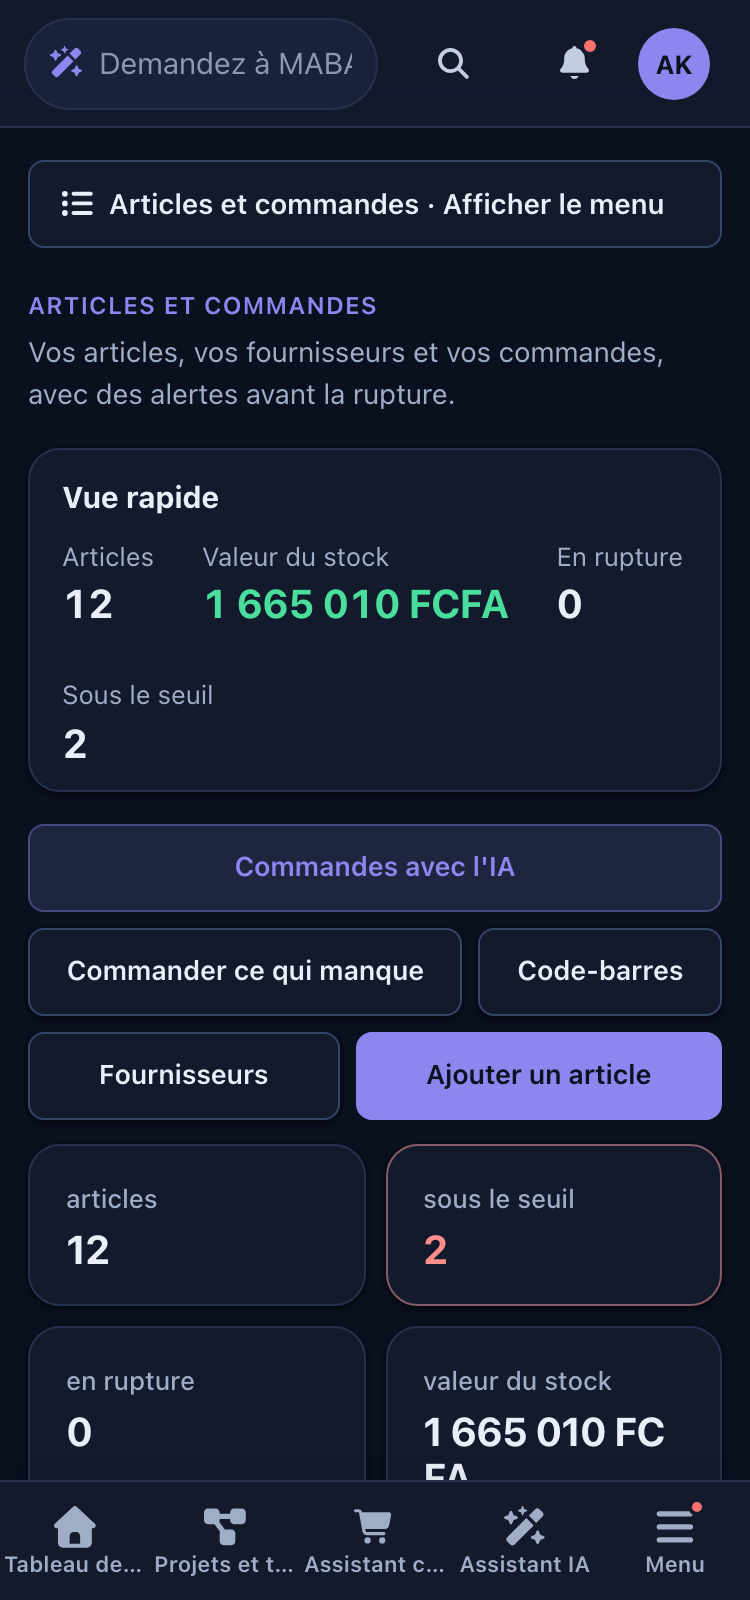 Demandez à MABA
AK
Articles et commandes · Afficher le menu
ARTICLES ET COMMANDES
Vos articles, vos fournisseurs et vos commandes,
avec des alertes avant la rupture.
Vue rapide
Articles Valeur du stock En rupture
12 1 665 010 FCFA 0
Sous le seuil
2
Commandes avec l'IA
Commander ce qui manque Code-barres
Fournisseurs Ajouter un article
articles sous le seuil
12 2
en rupture valeur du stock
0 1 665 010 FC
FA
Tableau de... Projets et t... Assistant c... Assistant IA Menu